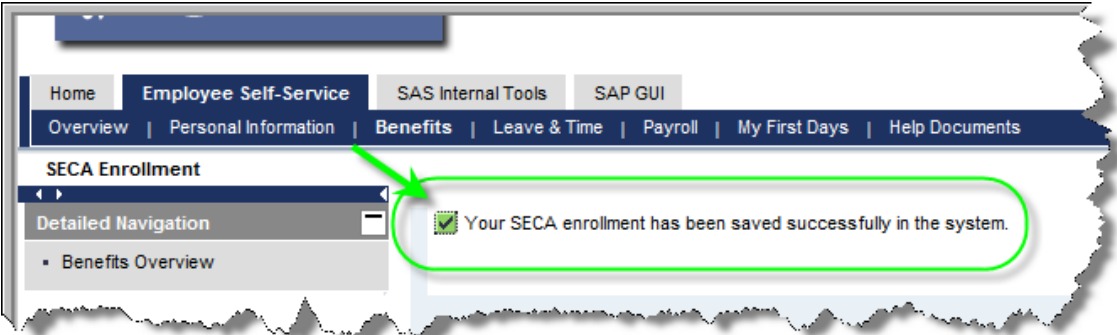 Home Employee Self-Service SAS Internal Tools SAP GUI
Overview | Personal Information | Benefits | Leave & Time | Payroll | My First Days | Help Documents
SECA Enrollment
Detailed Navigation
Your SECA enrollment has been saved successfully in the system.
▪ Benefits Overview